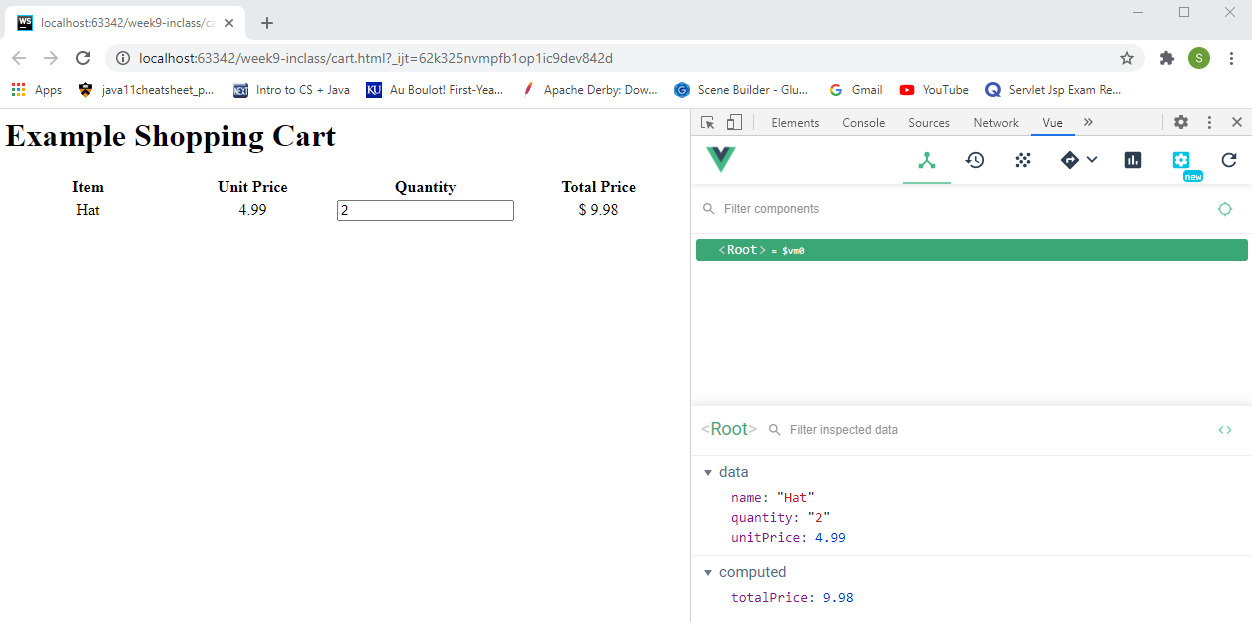 WS localhost:63342/week9-inclass/ca
localhost:63342/week9-inclass/cart.html?_ijt=62k325nvmpfb1op1ic9dev842d
S
Apps java11cheatsheet_p... NEXT Intro to CS + Java KU Au Boulot! First-Yea... Apache Derby: Dow... G Scene Builder - Glu... G Gmail YouTube Q Servlet Jsp Exam Re...
Elements Console Sources Network Vue »
Example Shopping Cart
new
Item Unit Price Quantity Total Price
Hat 4.99 2 $ 9.98
Filter components
<Root> = $vm0
<Root> Filter inspected data <>
data
name: "Hat"
quantity: "2"
unitPrice: 4.99
computed
totalPrice: 9.98